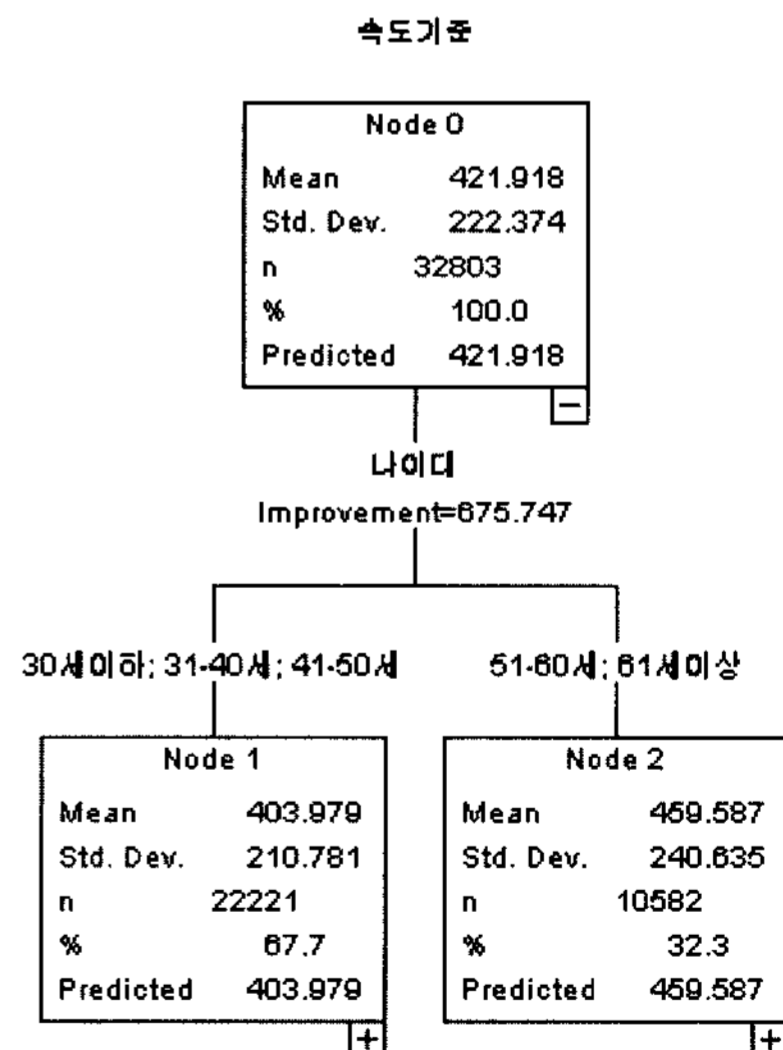 속도기준
Node 0
Mean 421.918
Std. Dev. 222.374
n 32803
% 100.0
Predicted 421.918
나이대
Improvement=675.747
30세이하; 31-40세; 41-50세
51-60세; 61세이상
Node 1
Mean 403.979
Std. Dev. 210.781
n 22221
% 67.7
Predicted 403.979
Node 2
Mean 459.587
Std. Dev. 240.635
n 10582
% 32.3
Predicted 459.587